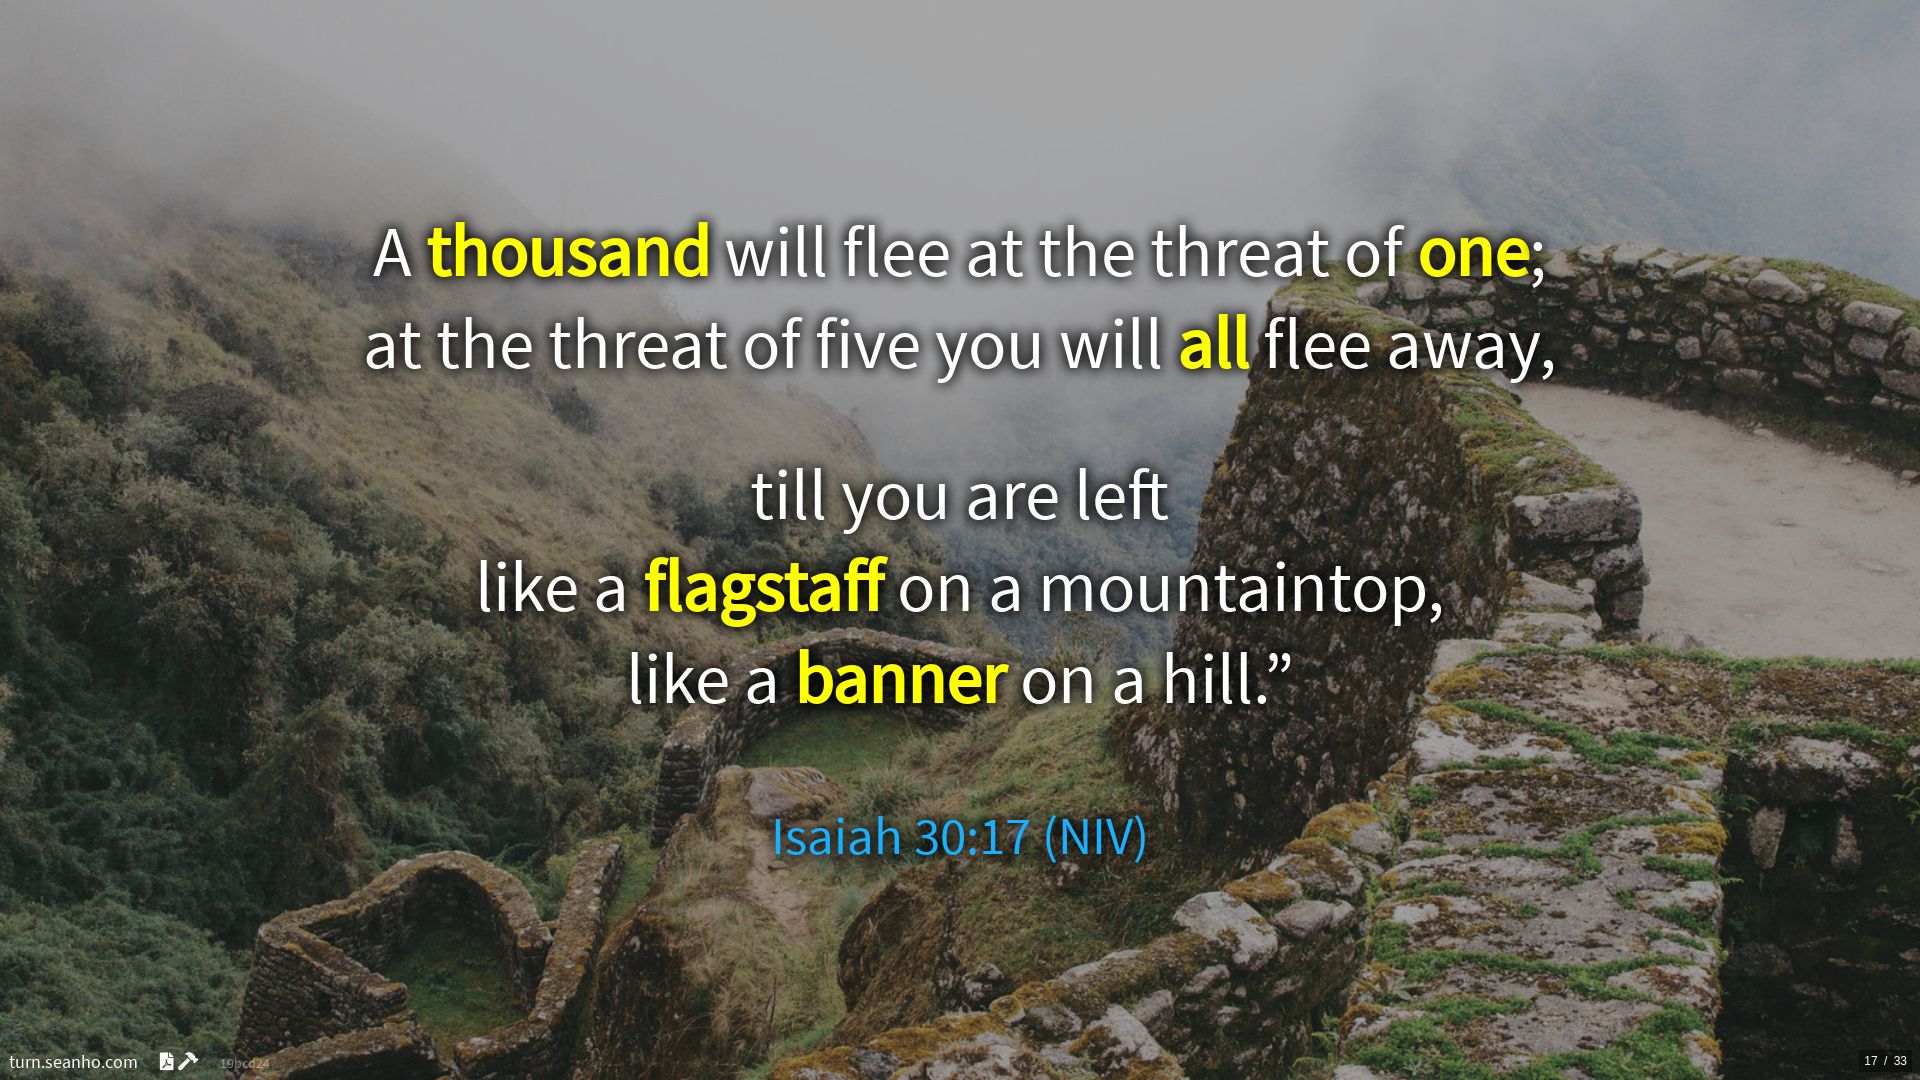 A thousand will flee at the threat of one;
at the threat of five you will all flee away,
till you are left
like a flagstaff on a mountaintop,
like a banner on a hill.”
Isaiah 30:17 (NIV)
turn.seanho.com 19bcd24
17 / 33